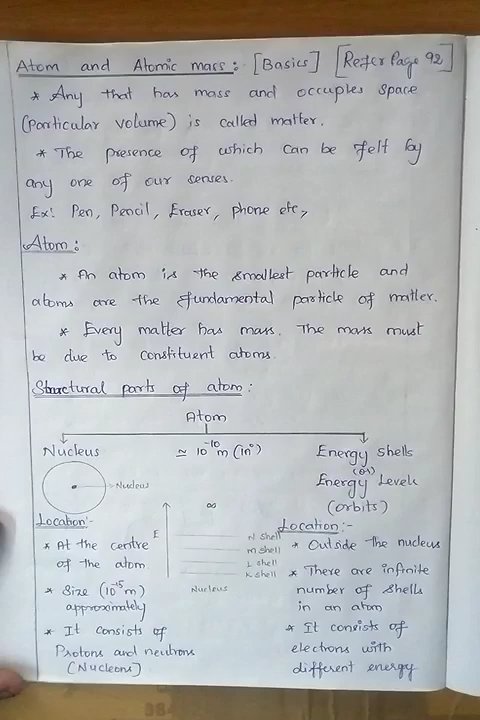 Atom and Atomic mass: [Basics] [Refer Page 92]
* Any that has mass and occupies space
(particular volume) is called matter.
* The presence of which can be felt by
any one of our senses.
Ex: Pen, Pencil, Eraser, phone etc,
Atom:
* An atom is the smallest particle and
atoms are the fundamental particle of matter.
* Every matter has mass. The mass must
be due to constituent atoms.
Structural parts of atom:
Atom
Nucleus
≃ 10⁻¹⁰m (1A°)
Energy Shells
(or)
Energy Levels
(orbits)
Nucleus
Location:-
* At the centre
of the atom
* Size (10⁻¹⁵m)
approximately
* It consists of
Protons and neutrons
(Nucleons)
∞
E
N shell
M shell
L shell
K shell
Nucleus
Location:-
* Outside the nucleus
* There are infinite
number of shells
in an atom
* It consists of
electrons with
different energy